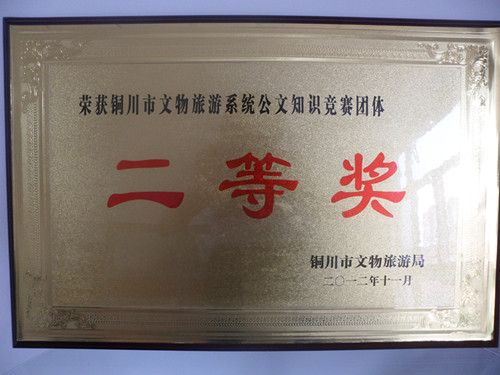 荣获铜川市文物旅游系统公文知识竞赛团体
二等奖
铜川市文物旅游局
二〇一二年十一月